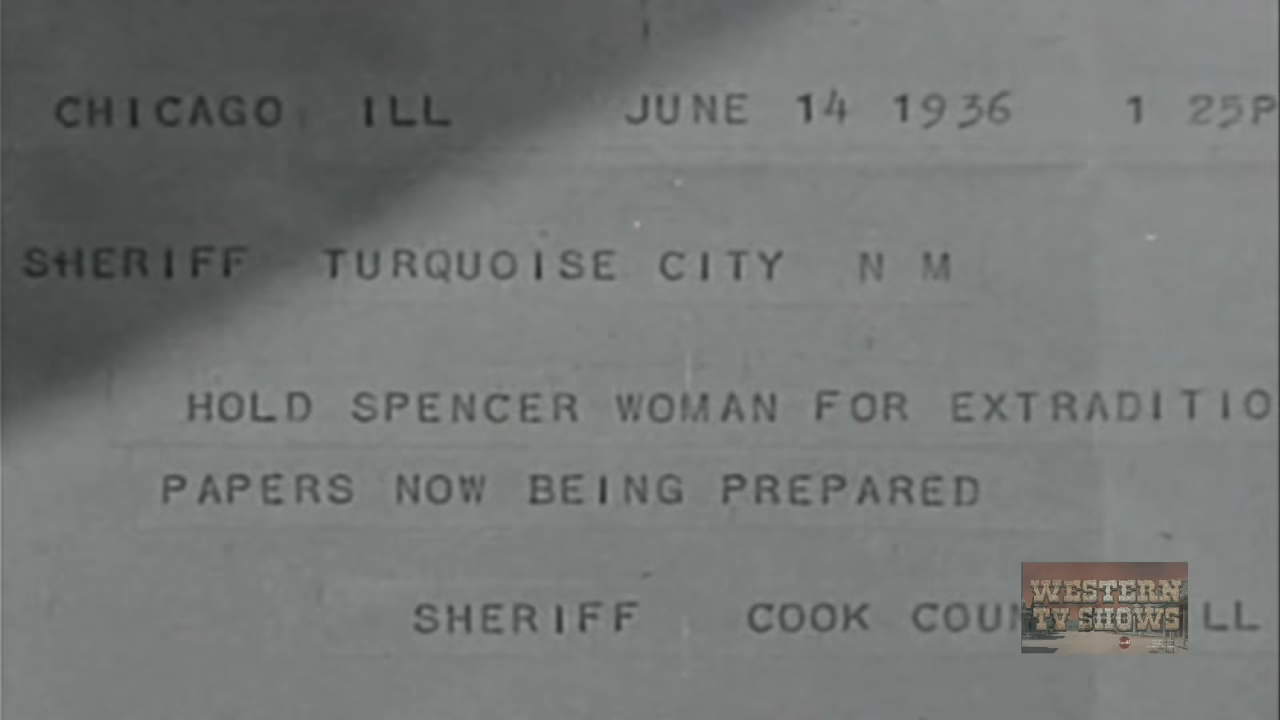 CHICAGO, ILL JUNE 14 1936 1 25P
SHERIFF TURQUOISE CITY N M
HOLD SPENCER WOMAN FOR EXTRADITIO
PAPERS NOW BEING PREPARED
SHERIFF COOK COUN LL
WESTERN
TV SHOWS